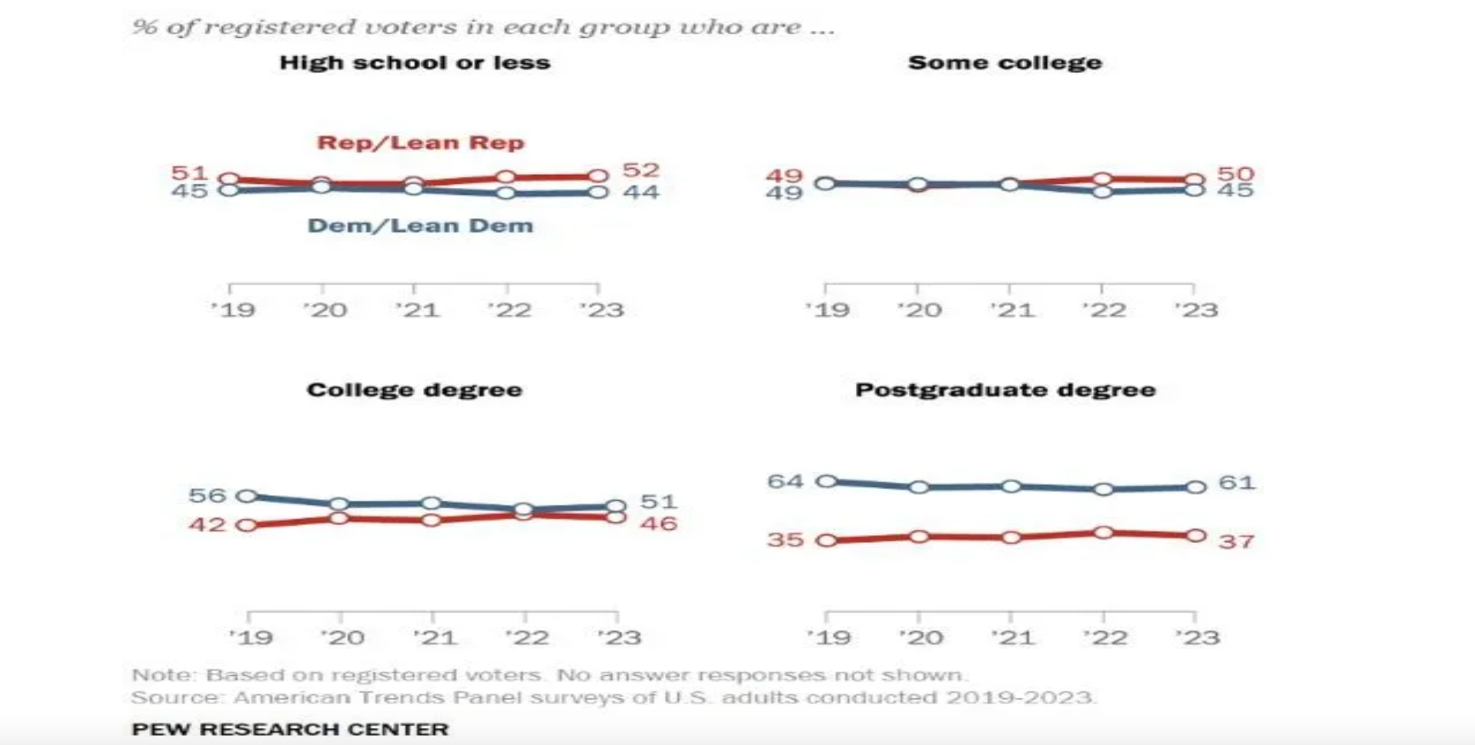 % of registered voters in each group who are ...
High school or less
Rep/Lean Rep
51 52
45 44
Dem/Lean Dem
'19 '20 '21 '22 '23
Some college
49 50
49 45
'19 '20 '21 '22 '23
College degree
56 51
42 46
'19 '20 '21 '22 '23
Postgraduate degree
64 61
35 37
'19 '20 '21 '22 '23
Note: Based on registered voters. No answer responses not shown.
Source: American Trends Panel surveys of U.S. adults conducted 2019-2023.
PEW RESEARCH CENTER